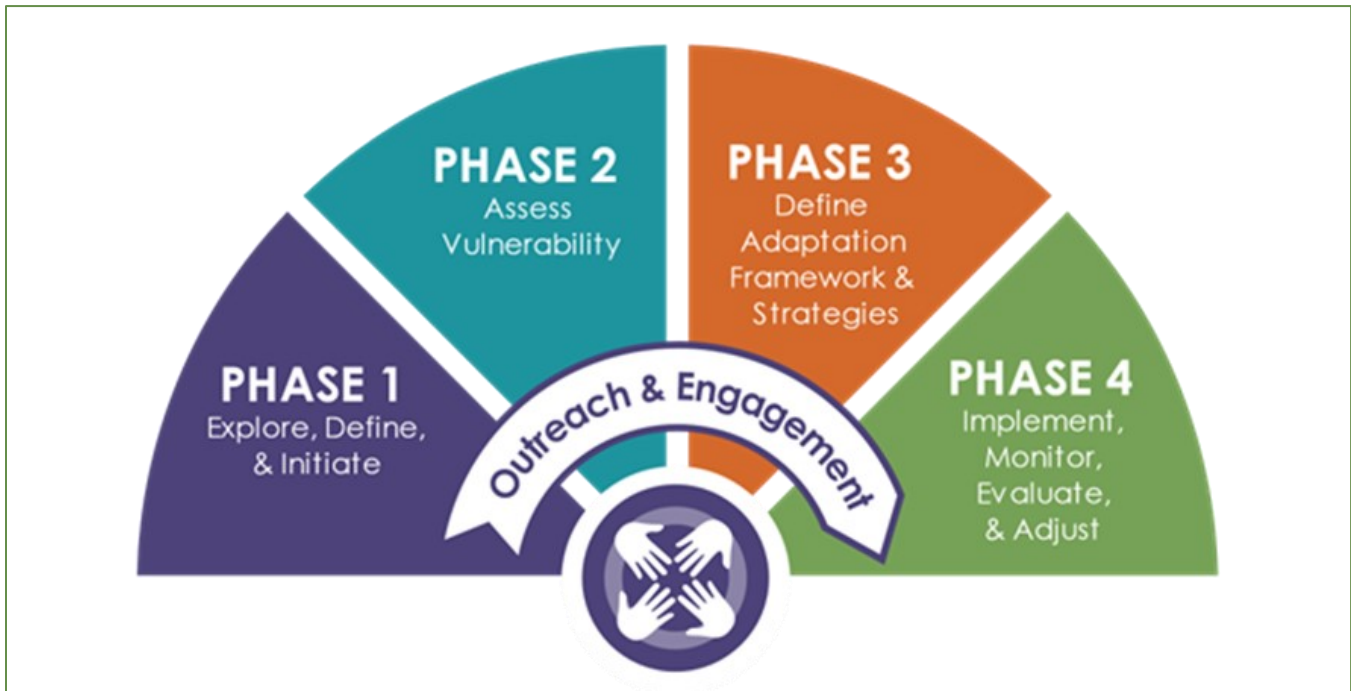 PHASE 1
Explore, Define,
& Initiate
PHASE 2
Assess
Vulnerability
PHASE 3
Define
Adaptation
Framework &
Strategies
PHASE 4
Implement,
Monitor,
Evaluate,
& Adjust
Outreach & Engagement